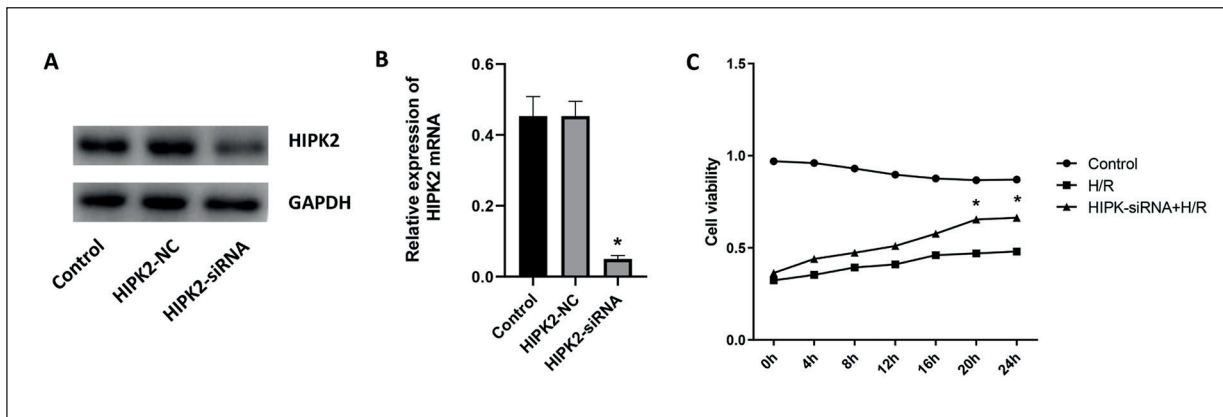 A
HIPK2
GAPDH
Control
HIPK2-NC
HIPK2-siRNA
B
Relative expression of
HIPK2 mRNA
0.6
0.4
0.2
0.0
*
Control
HIPK2-NC
HIPK2-siRNA
C
Cell viability
1.5
1.0
0.5
0.0
* *
0h 4h 8h 12h 16h 20h 24h
Control
H/R
HIPK-siRNA+H/R